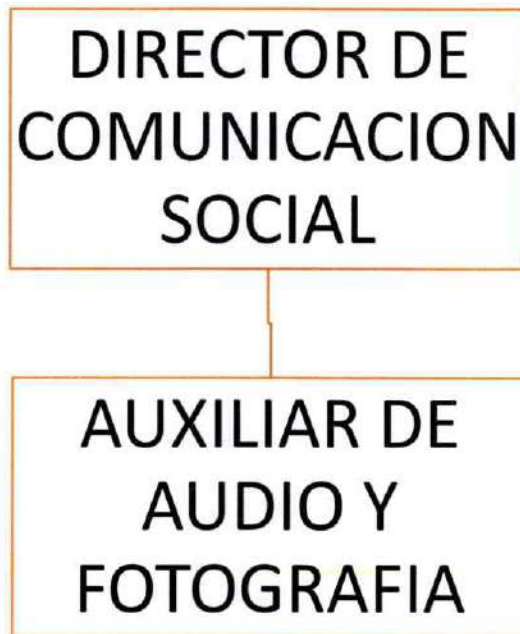 DIRECTOR DE
COMUNICACION
SOCIAL
AUXILIAR DE
AUDIO Y
FOTOGRAFIA